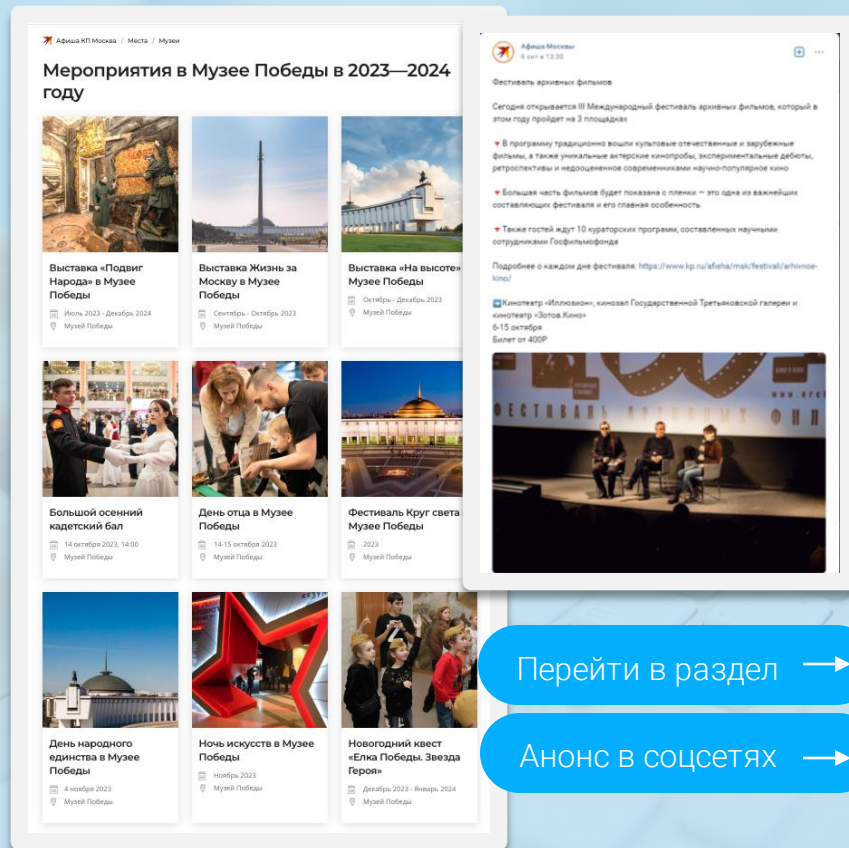 Афиша КП Москва / Места / Музеи
Мероприятия в Музее Победы в 2023—2024
году
Выставка «Подвиг
Народа» в Музее
Победы
Июль 2023 - Декабрь 2024
Музей Победы
Выставка Жизнь за
Москву в Музее
Победы
Сентябрь - Октябрь 2023
Музей Победы
Выставка «На высоте»
Музее Победы
Октябрь - Декабрь 2023
Музей Победы
Большой осенний
кадетский бал
14 октября 2023, 14:00
Музей Победы
День отца в Музее
Победы
14-15 октября 2023
Музей Победы
Фестиваль Круг света
Музее Победы
2023
Музей Победы
День народного
единства в Музее
Победы
4 ноября 2023
Музей Победы
Ночь искусств в Музее
Победы
Ноябрь 2023
Музей Победы
Новогодний квест
«Елка Победы. Звезда
Героя»
Декабрь 2023 - Январь 2024
Музей Победы
Афиша Москвы
6 окт в 13:30
Фестиваль архивных фильмов
Сегодня открывается III Международный фестиваль архивных фильмов, который в
этом году пройдет на 3 площадках
В программу традиционно вошли культовые отечественные и зарубежные
фильмы, а также уникальные актерские кинопробы, экспериментальные дебюты,
ретроспективы и недооцененное современниками научно-популярное кино
Большая часть фильмов будет показана с пленки – это одна из важнейших
составляющих фестиваля и его главная особенность
Также гостей ждут 10 кураторских программ, составленных научными
сотрудниками Госфильмофонда
Подробнее о каждом дне фестиваля: https://www.kp.ru/afisha/msk/festivali/arhivnoe-
kino/
Кинотеатр «Иллюзион», кинозал Государственной Третьяковской галереи и
кинотеатр «Зотов.Кино»
6-15 октября
Билет от 400Р
ФЕСТИВАЛЬ АРХИВНЫХ ФИЛ
Перейти в раздел
Анонс в соцсетях